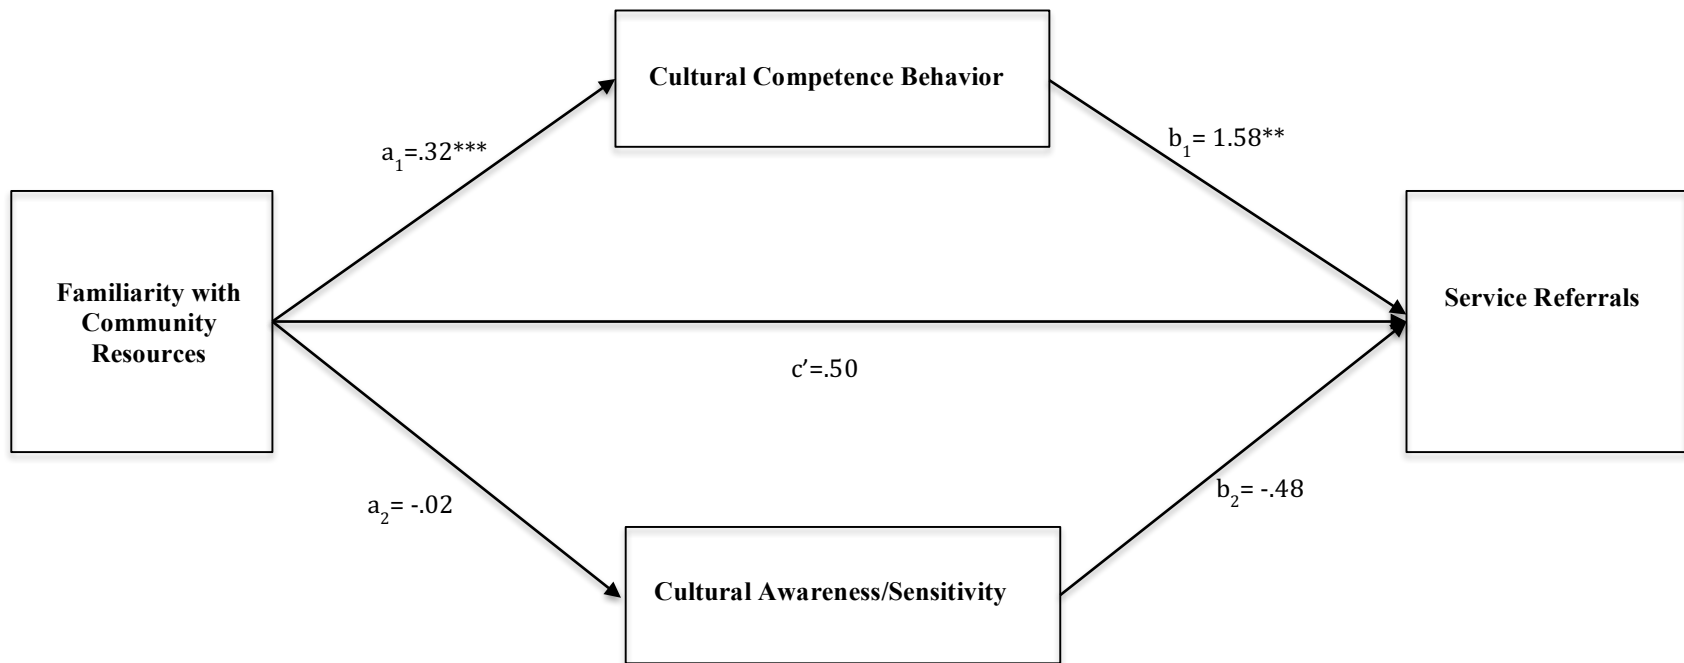 Cultural Competence Behavior
a₁=.32***
b₁= 1.58**
Familiarity with
Community
Resources
Service Referrals
c’=.50
a₂= -.02
b₂= -.48
Cultural Awareness/Sensitivity